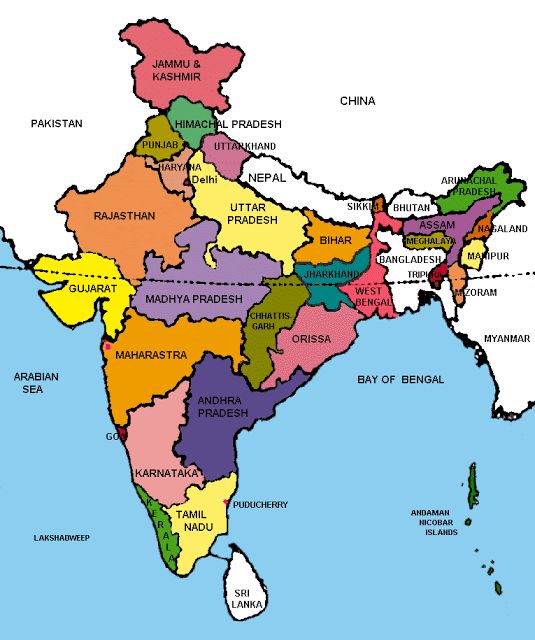 JAMMU &
KASHMIR
CHINA
PAKISTAN
HIMACHAL PRADESH
PUNJAB
UTTARKHAND
HARYANA
Delhi
NEPAL
ARUNACHAL
PRADESH
SIKKEM
BHUTAN
RAJASTHAN
UTTAR
PRADESH
ASSAM
NAGALAND
BIHAR
MEGHALAYA
BANGLADESH
MANIPUR
JHARKHAND
TRIPURA
GUJARAT
MADHYA PRADESH
WEST
BENGAL
MIZORAM
CHHATTIS-
GARH
ORISSA
MYANMAR
MAHARASTRA
ARABIAN
SEA
BAY OF BENGAL
ANDHRA
PRADESH
GOA
KARNATAKA
KERALA
TAMIL
NADU
PUDUCHERRY
ANDAMAN
NICOBAR
ISLANDS
LAKSHADWEEP
SRI
LANKA